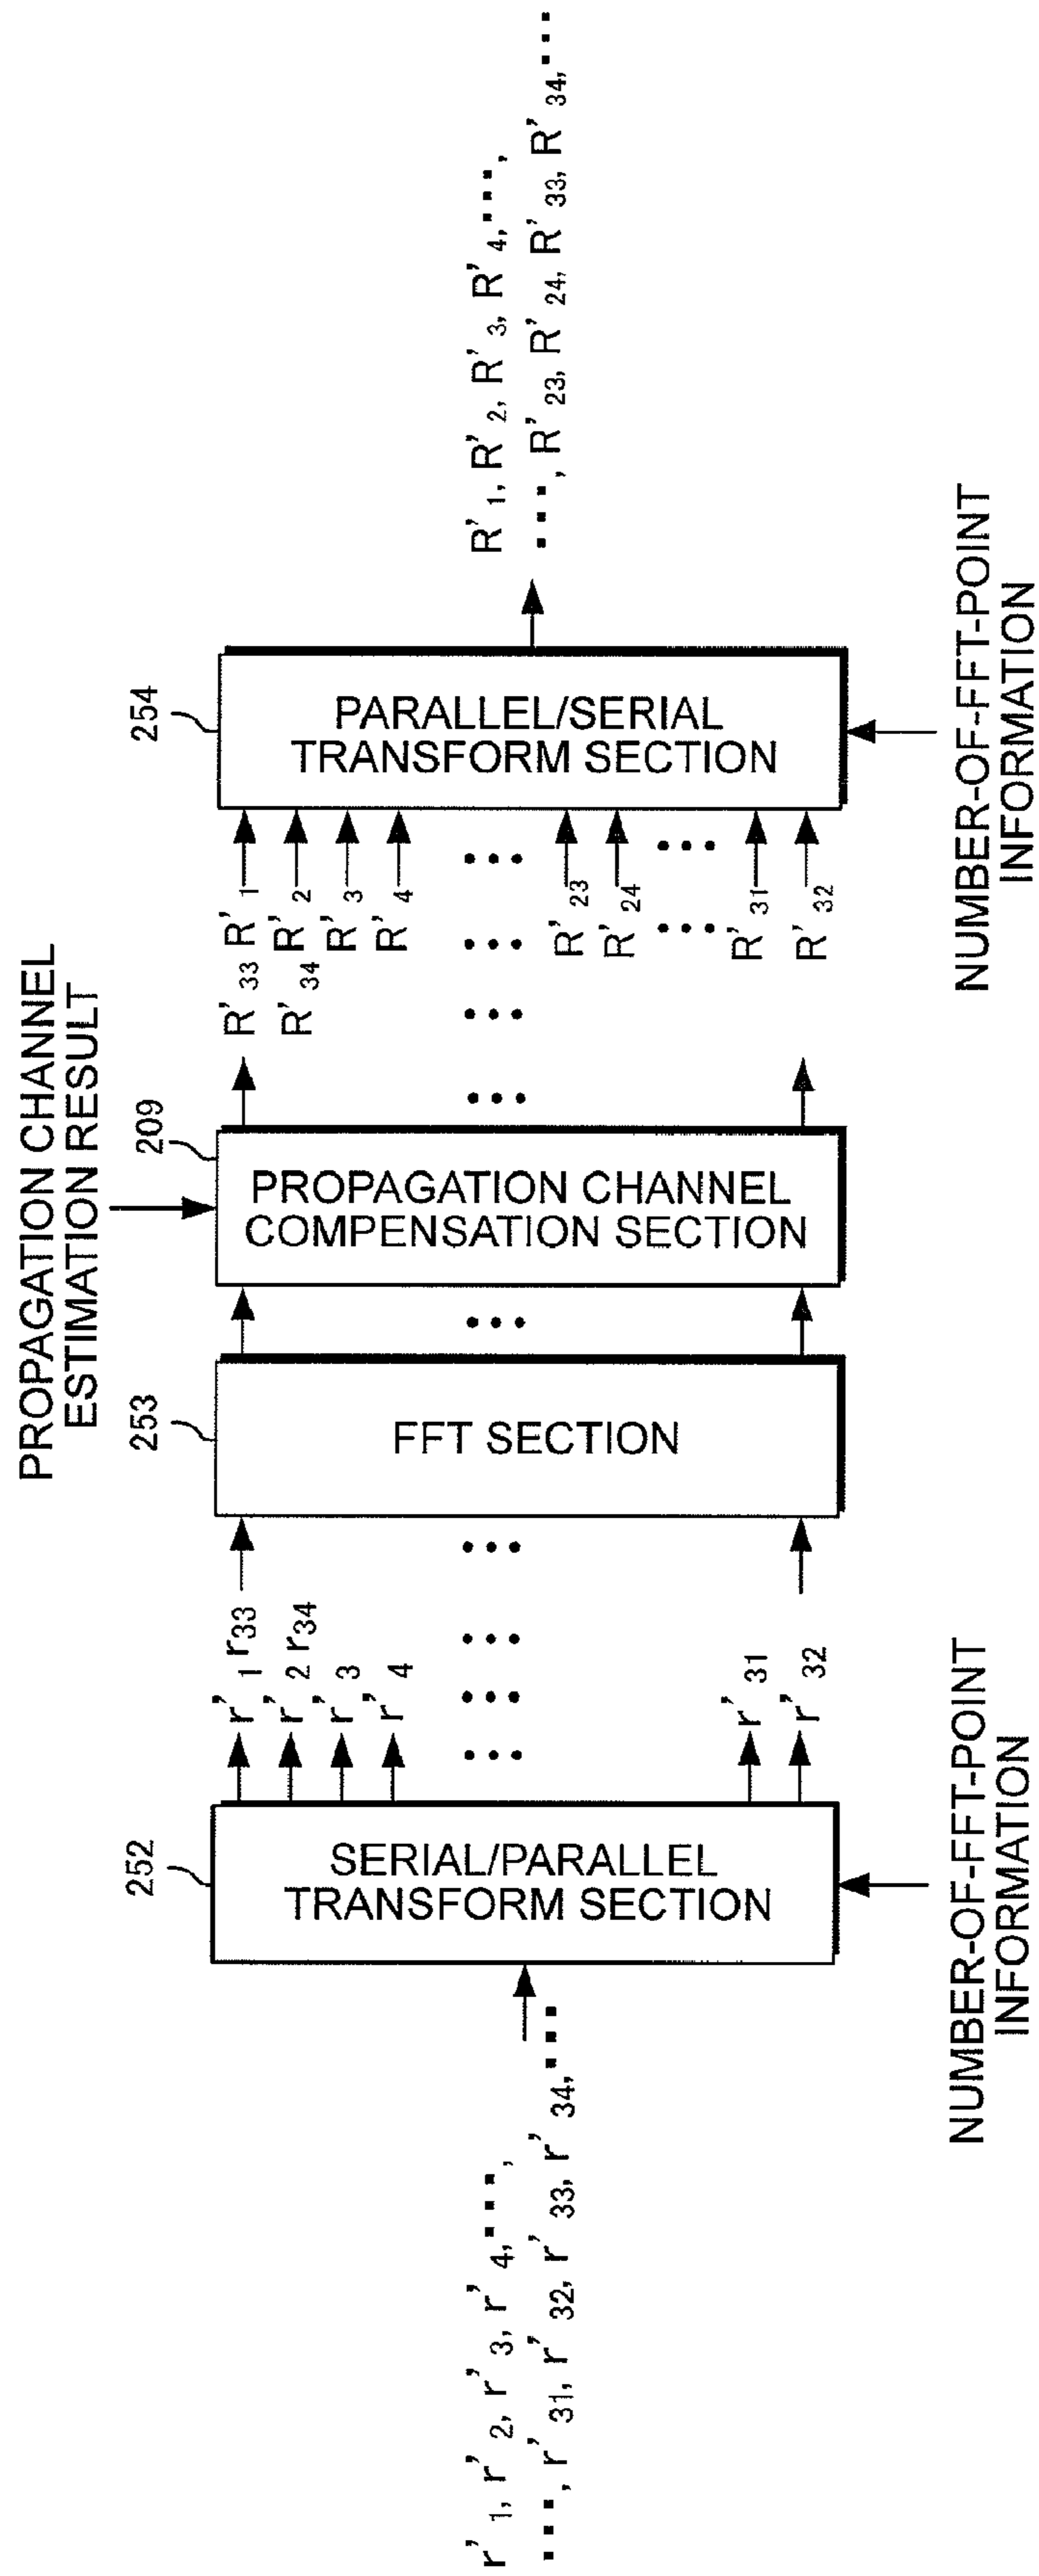 r'1, r'2, r'3, r'4, ...,
..., r'31, r'32, r'33, r'34, ...
252
SERIAL/PARALLEL
TRANSFORM SECTION
NUMBER-OF-FFT-POINT
INFORMATION
r'1 r33
r'2 r34
r'3
r'4
...
...
...
r'31
r'32
...
253
FFT SECTION
...
PROPAGATION CHANNEL
ESTIMATION RESULT
209
PROPAGATION CHANNEL
COMPENSATION SECTION
...
R'33 R'1
R'34 R'2
R'3
R'4
...
...
...
R'23
R'24
...
...
R'31
R'32
254
PARALLEL/SERIAL
TRANSFORM SECTION
NUMBER-OF-FFT-POINT
INFORMATION
R'1, R'2, R'3, R'4, ...,
..., R'23, R'24, R'33, R'34, ...